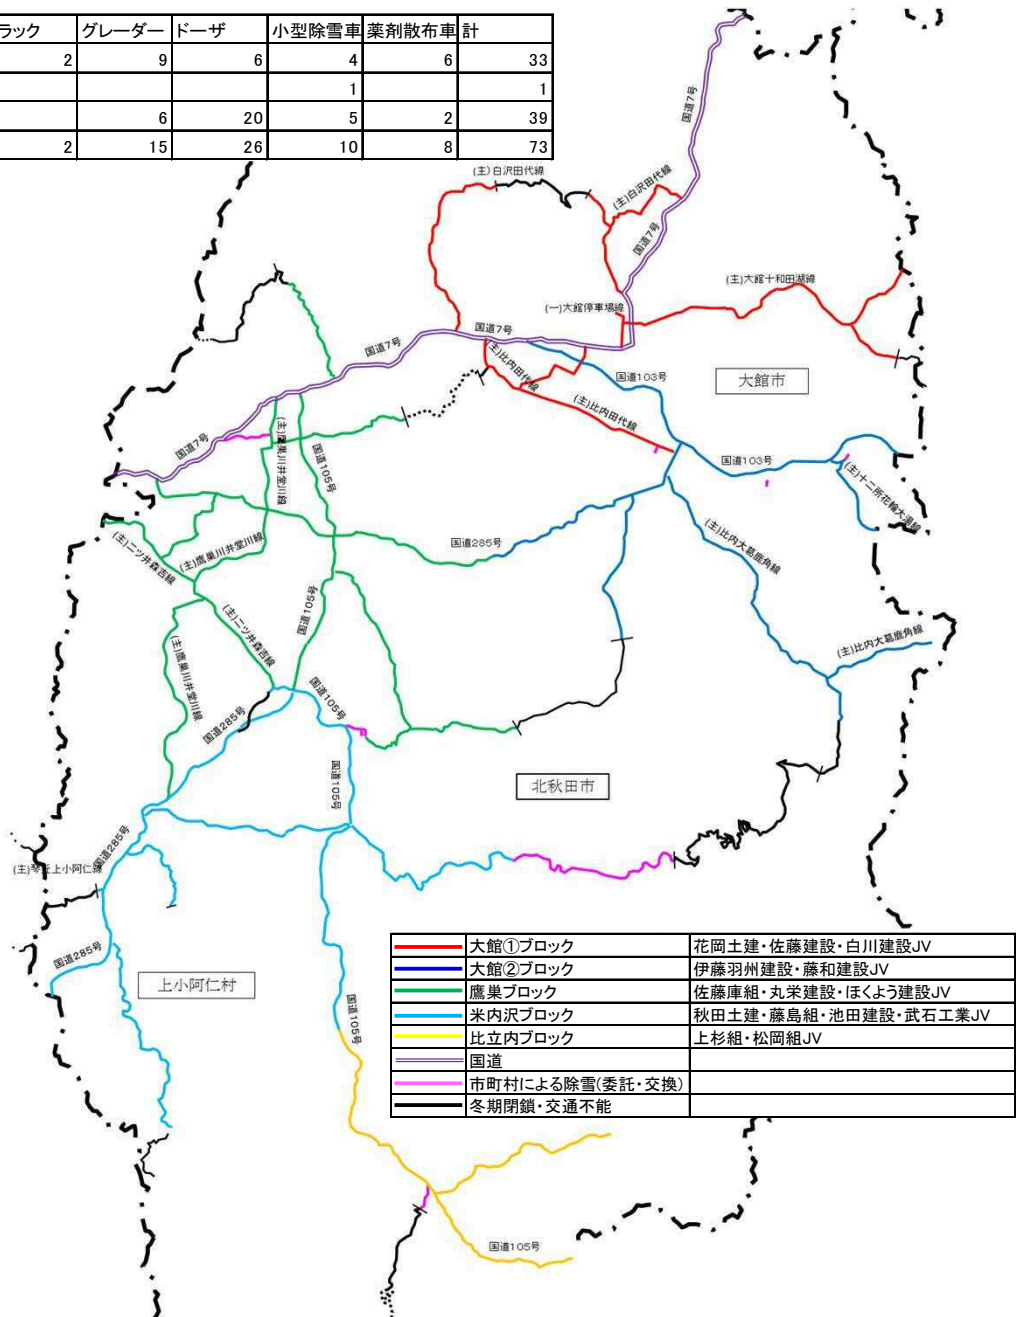 ラック グレーダー ドーザ 小型除雪車 薬剤散布車 計
2 9 6 4 6 33
1 1
6 20 5 2 39
2 15 26 10 8 73
国道7号
(主)白沢田代線
(主)白沢田代線
国道7号
(主)大館十和田湖線
(一)大館停車場線
国道7号
国道7号
(主)比内田代線
国道103号
大館市
(主)比内田代線
国道7号
(主)鷹巣川井堂川線
国道105号
国道103号
(主)十二所花輪大湯線
国道285号
(主)比内大葛鹿角線
(主)二ツ井森吉線
(主)鷹巣川井堂川線
国道105号
(主)二ツ井森吉線
(主)鷹巣川井堂川線
(主)比内大葛鹿角線
国道285号
国道105号
国道105号
北秋田市
国道285号
(主)琴丘上小阿仁線
国道285号
上小阿仁村
国道105号
大館①ブロック 花岡土建・佐藤建設・白川建設JV
大館②ブロック 伊藤羽州建設・藤和建設JV
鷹巣ブロック 佐藤庫組・丸栄建設・ほくよう建設JV
米内沢ブロック 秋田土建・藤島組・池田建設・武石工業JV
比立内ブロック 上杉組・松岡組JV
国道
市町村による除雪(委託・交換)
冬期閉鎖・交通不能
国道105号